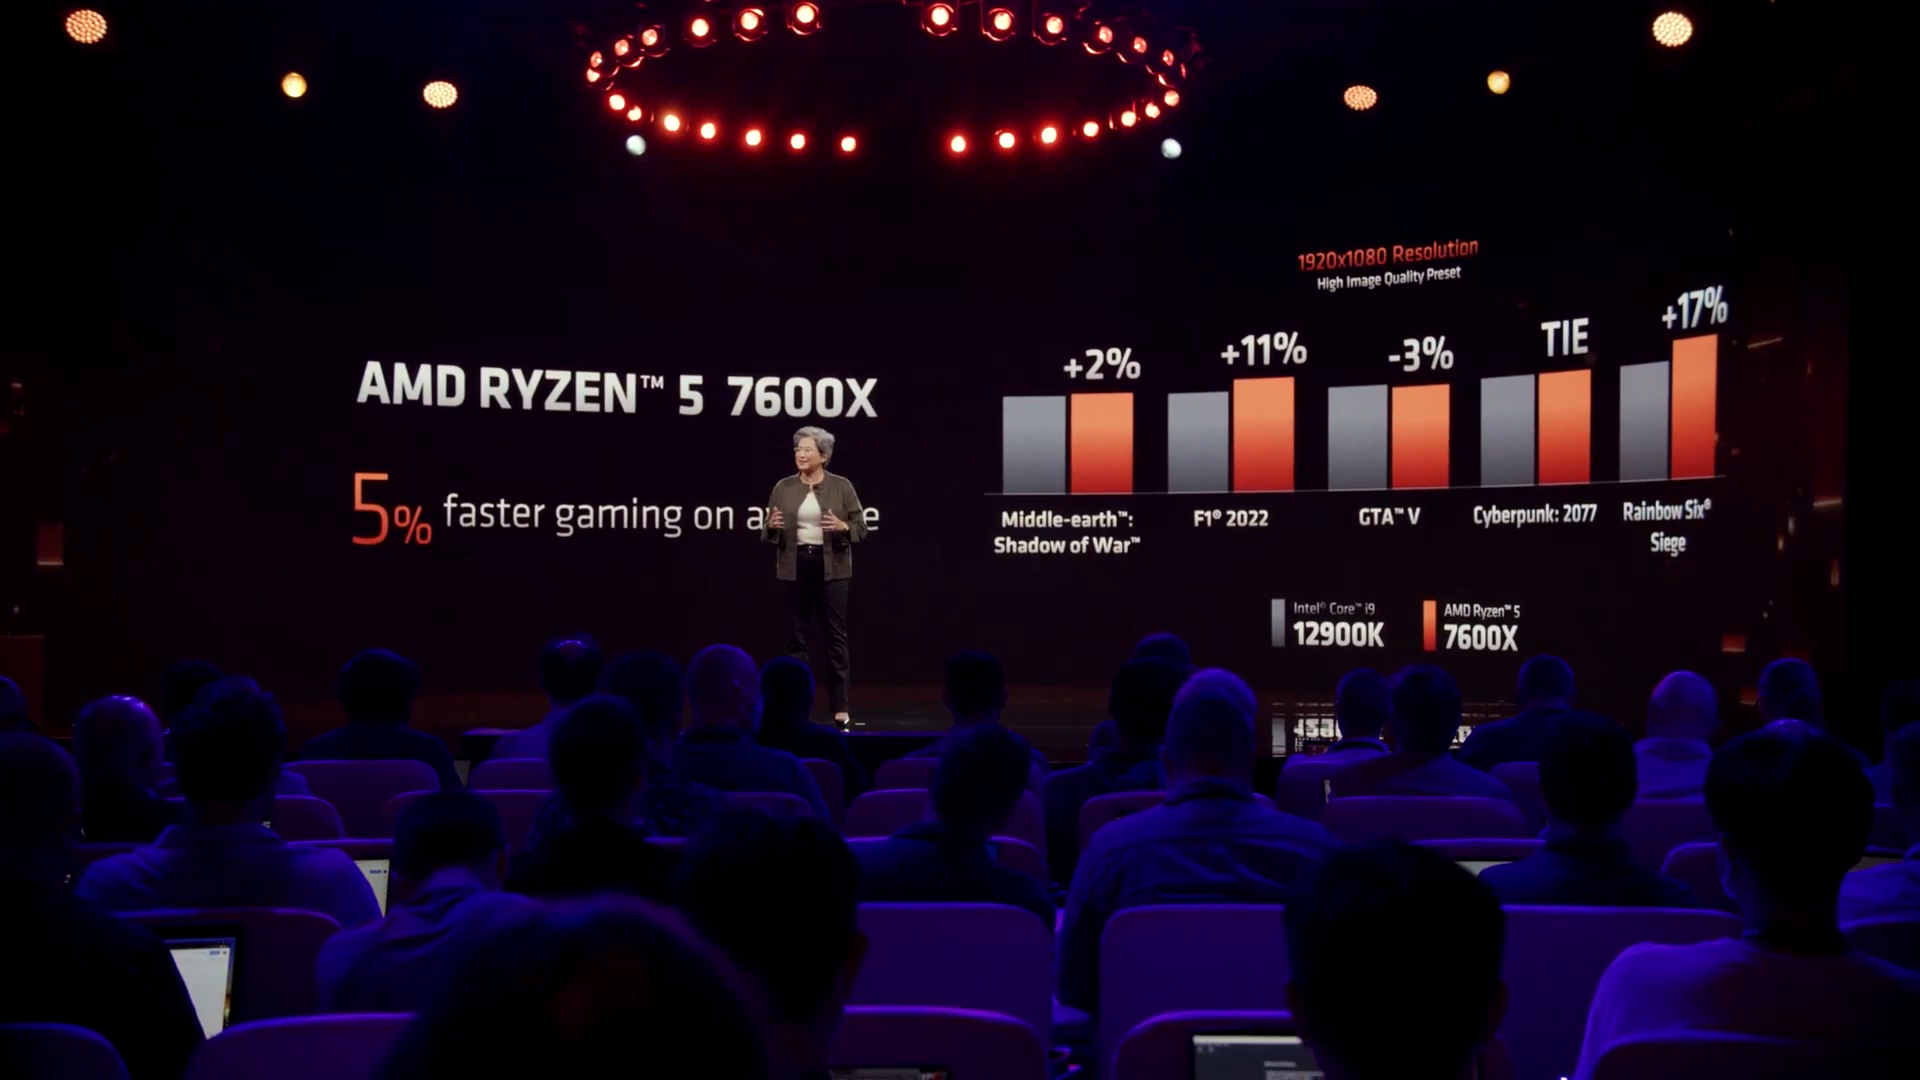 AMD RYZEN™ 5 7600X
5% faster gaming on
1920x1080 Resolution
High Image Quality Preset
+2%
+11%
-3%
TIE
+17%
Middle-earth™:
Shadow of War™
F1® 2022
GTA™ V
Cyberpunk: 2077
Rainbow Six®
Siege
Intel® Core™ i9
12900K
AMD Ryzen™ 5
7600X